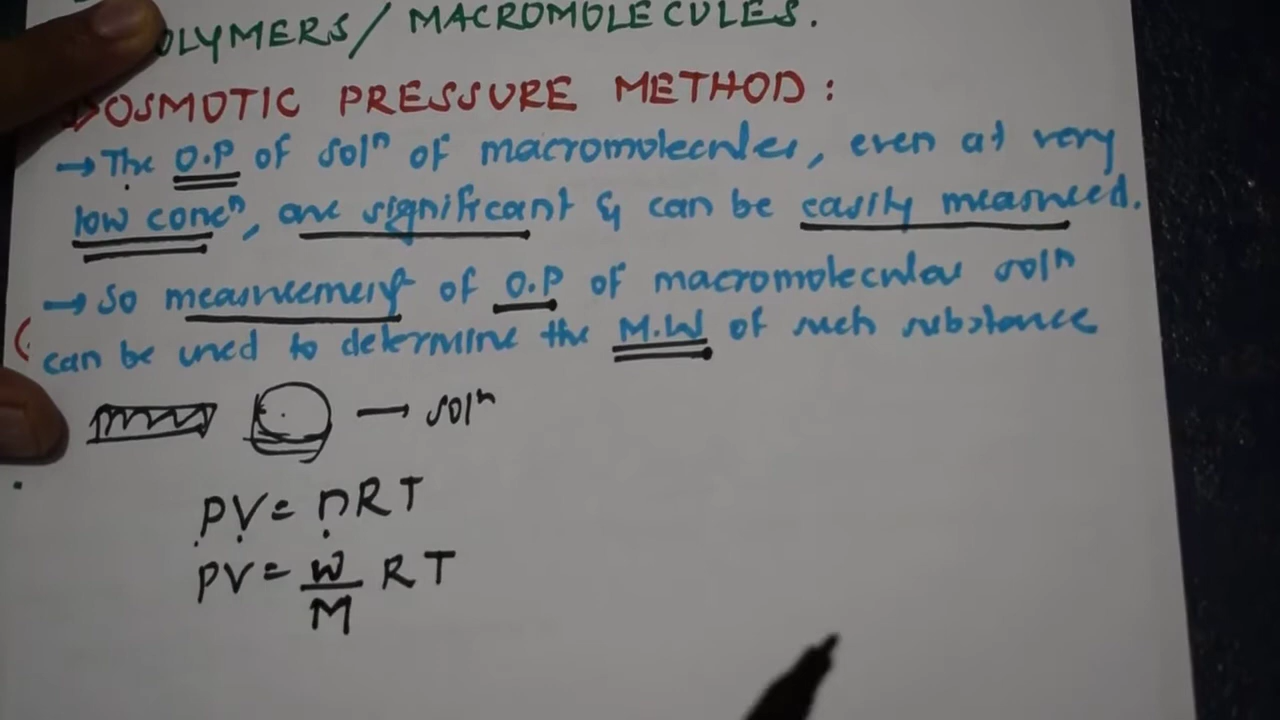 OLYMERS/ MACROMOLECULES.
OSMOTIC PRESSURE METHOD :
→ The O.P of solⁿ of macromolecules, even at very
low concⁿ, are significant & can be easily measured.
→ So measurement of O.P of macromolecular solⁿ
can be used to determine the M.W of such substance
→ solⁿ
PV = nRT
PV = w/M RT